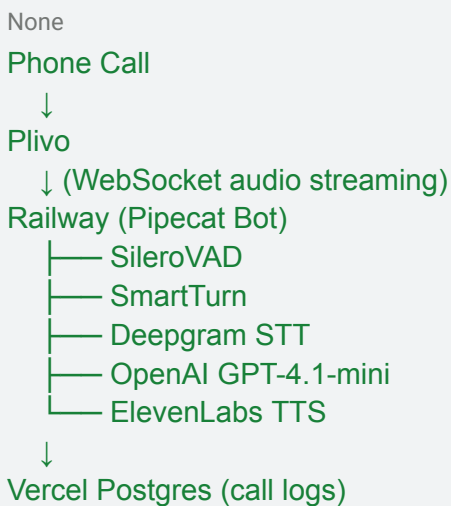 None
Phone Call
↓
Plivo
↓ (WebSocket audio streaming)
Railway (Pipecat Bot)
├── SileroVAD
├── SmartTurn
├── Deepgram STT
├── OpenAI GPT-4.1-mini
└── ElevenLabs TTS
↓
Vercel Postgres (call logs)